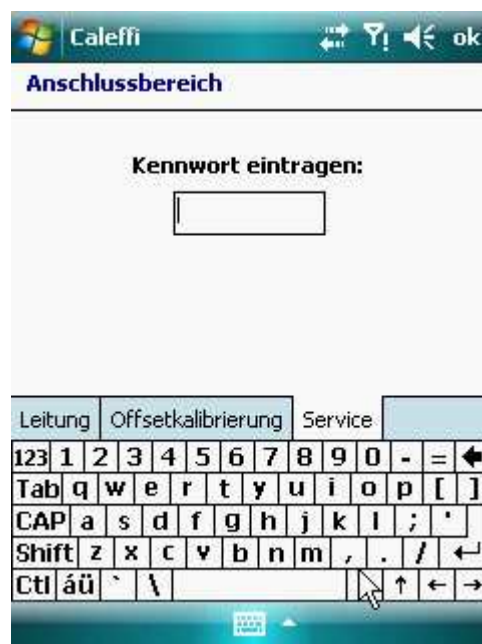 Caleffi ok
Anschlussbereich
Kennwort eintragen:
Leitung Offsetkalibrierung Service
123 1 2 3 4 5 6 7 8 9 0 - =
Tab q w e r t y u i o p [ ]
CAP a s d f g h j k l ; '
Shift z x c v b n m , . /
Ctl áü ` \